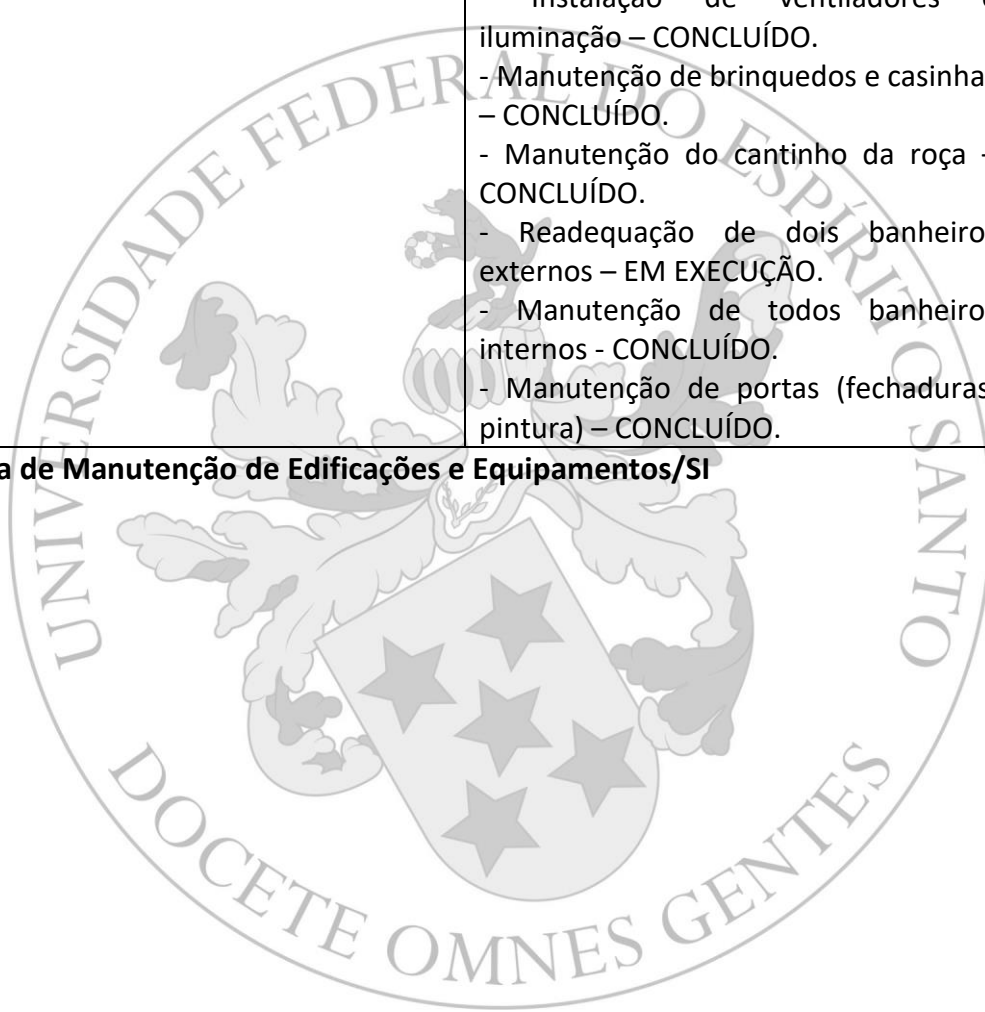 Instalação de ventiladores
iluminação – CONCLUÍDO.
- Manutenção de brinquedos e casinha
– CONCLUÍDO.
- Manutenção do cantinho da roça -
CONCLUÍDO.
- Readequação de dois banheiro
externos – EM EXECUÇÃO.
- Manutenção de todos banheiro
internos - CONCLUÍDO.
- Manutenção de portas (fechaduras
pintura) – CONCLUÍDO.
a de Manutenção de Edificações e Equipamentos/SI
UNIVERSIDADE FEDERAL DO ESPÍRITO SANTO
DOCETE OMNES GENTES